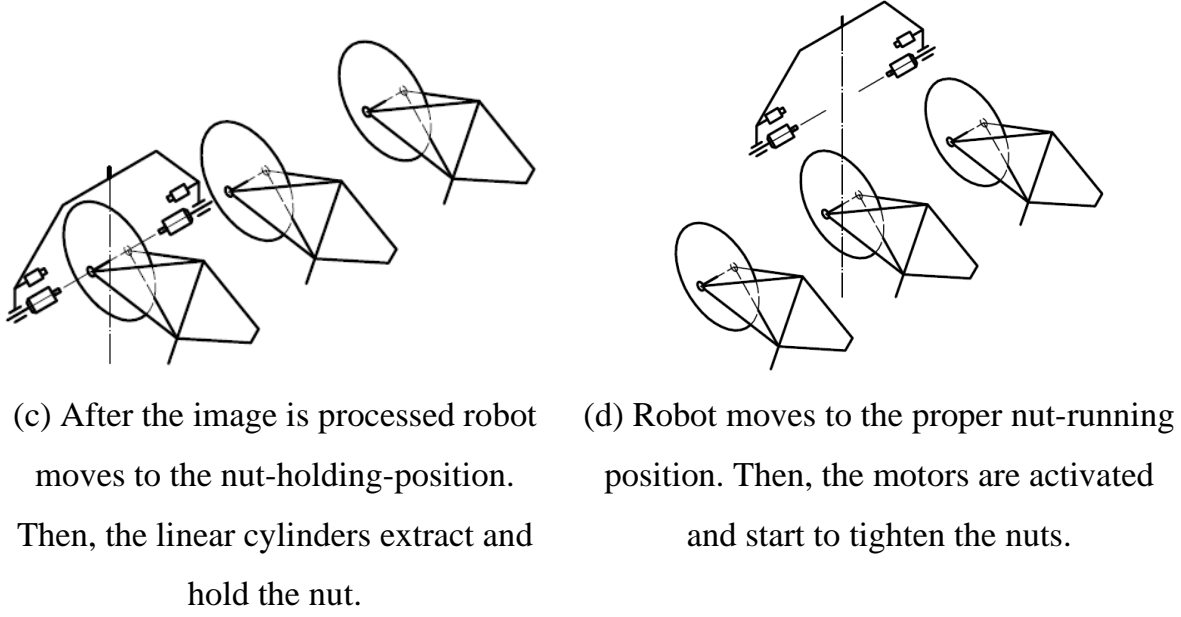 (c) After the image is processed robot
moves to the nut-holding-position.
Then, the linear cylinders extract and
hold the nut.
(d) Robot moves to the proper nut-running
position. Then, the motors are activated
and start to tighten the nuts.